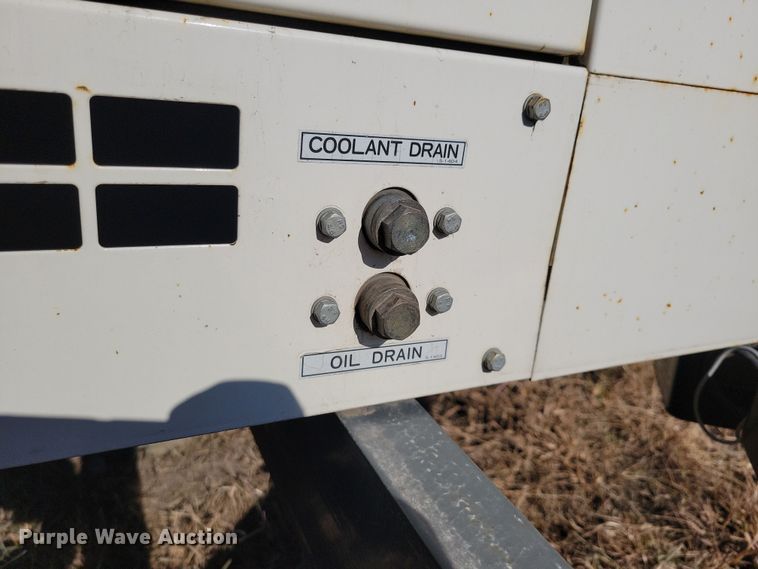 COOLANT DRAIN
OIL DRAIN
Purple Wave Auction